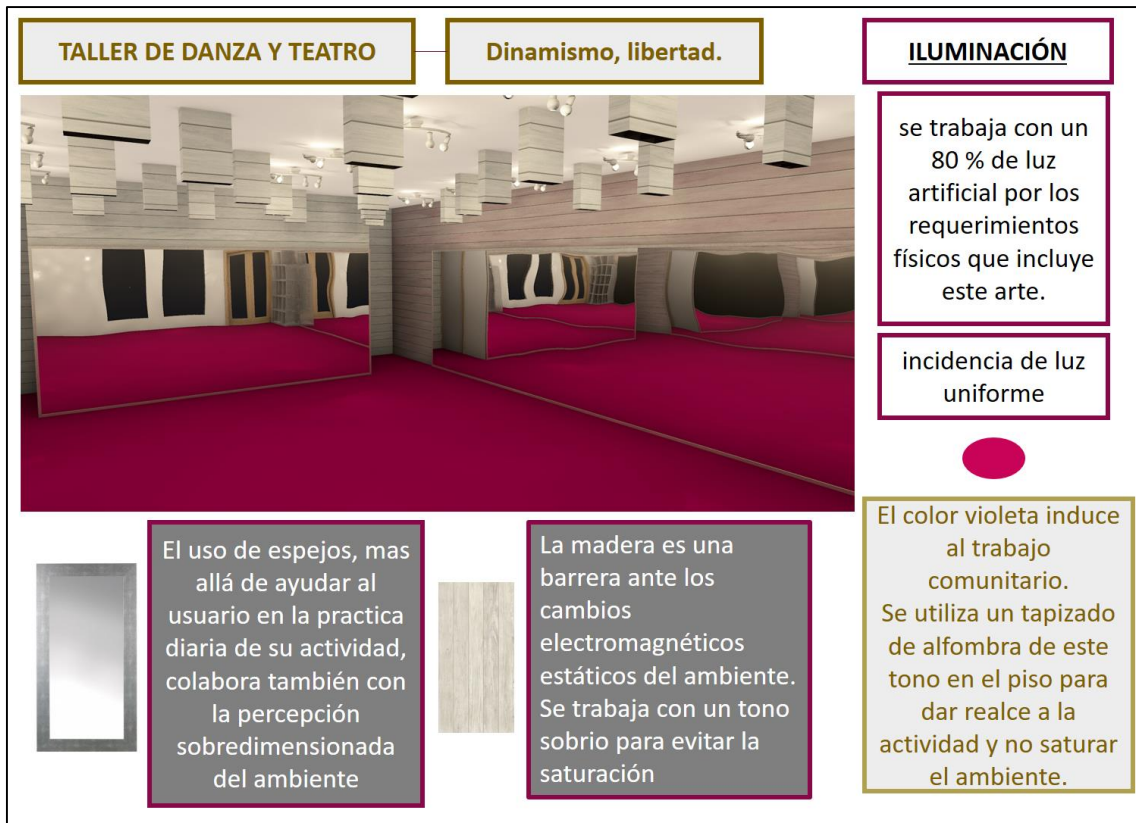 TALLER DE DANZA Y TEATRO
Dinamismo, libertad.
ILUMINACIÓN
se trabaja con un
80 % de luz
artificial por los
requerimientos
físicos que incluye
este arte.
incidencia de luz
uniforme
El color violeta induce
al trabajo
comunitario.
Se utiliza un tapizado
de alfombra de este
tono en el piso para
dar realce a la
actividad y no saturar
el ambiente.
El uso de espejos, mas
allá de ayudar al
usuario en la practica
diaria de su actividad,
colabora también con
la percepción
sobredimensionada
del ambiente
La madera es una
barrera ante los
cambios
electromagnéticos
estáticos del ambiente.
Se trabaja con un tono
sobrio para evitar la
saturación